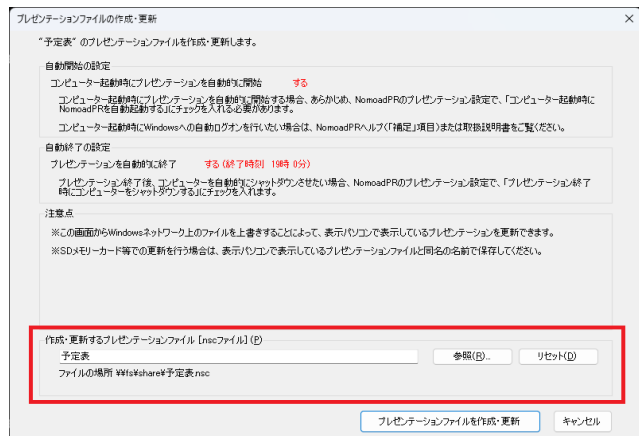 プレゼンテーションファイルの作成・更新
"予定表" のプレゼンテーションファイルを作成・更新します。
自動開始の設定
コンピューター起動時にプレゼンテーションを自動的に開始 する
コンピューター起動時にプレゼンテーションを自動的に開始する場合、あらかじめ、NomoadPRのプレゼンテーション設定で、「コンピューター起動時に
NomoadPRを自動起動する」にチェックを入れる必要があります。
コンピューター起動時にWindowsへの自動ログオンを行いたい場合は、NomoadPRヘルプ(「補足」項目)または取扱説明書をご覧ください。
自動終了の設定
プレゼンテーションを自動的に終了 する (終了時刻 19時 0分)
プレゼンテーション終了後、コンピューターを自動的にシャットダウンさせたい場合、NomoadPRのプレゼンテーション設定で、「プレゼンテーション終了
時にコンピューターをシャットダウンする」にチェックを入れます。
注意点
※この画面からWindowsネットワーク上のファイルを上書きすることによって、表示パソコンで表示しているプレゼンテーションを更新できます。
※SDメモリーカード等での更新を行う場合は、表示パソコンで表示しているプレゼンテーションファイルと同名の名前で保存してください。
作成・更新するプレゼンテーションファイル [nscファイル] (P)
予定表 参照(R)... リセット(D)
ファイルの場所 ¥¥fs¥share¥予定表.nsc
プレゼンテーションファイルを作成・更新 キャンセル